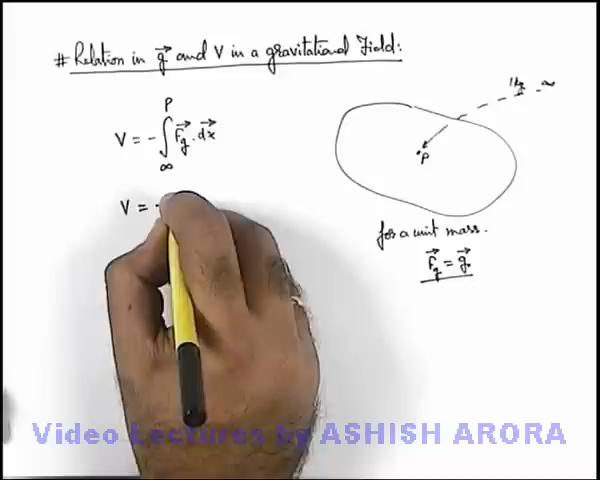 # Relation in g⃗ and V in a gravitational Field:
1kg ∞
P
V = - ∫ F⃗g . dx⃗
∞
P
V = -
for a unit mass.
F⃗g = g⃗
Video Lectures by ASHISH ARORA